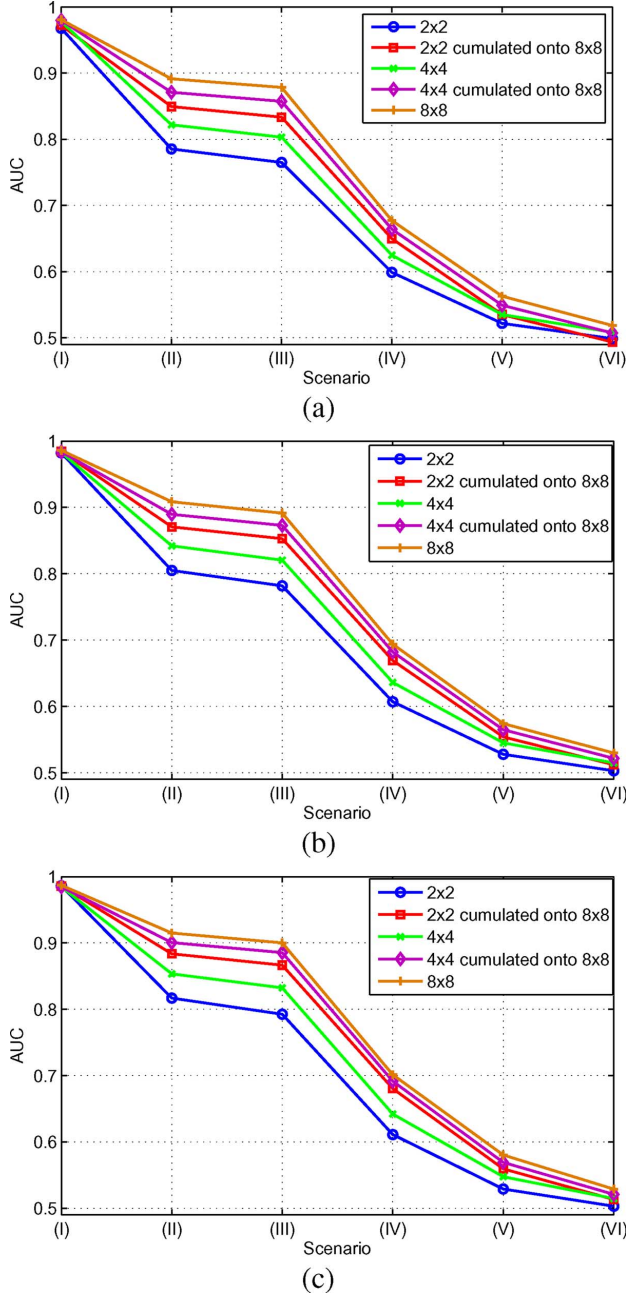 1
2x2
2x2 cumulated onto 8x8
0.9
4x4
4x4 cumulated onto 8x8
8x8
0.8
AUC
0.7
0.6
0.5
(I) (II) (III) (IV) (V) (VI)
Scenario
(a)
1
2x2
2x2 cumulated onto 8x8
0.9
4x4
4x4 cumulated onto 8x8
8x8
0.8
AUC
0.7
0.6
0.5
(I) (II) (III) (IV) (V) (VI)
Scenario
(b)
1
2x2
2x2 cumulated onto 8x8
0.9
4x4
4x4 cumulated onto 8x8
8x8
0.8
AUC
0.7
0.6
0.5
(I) (II) (III) (IV) (V) (VI)
Scenario
(c)